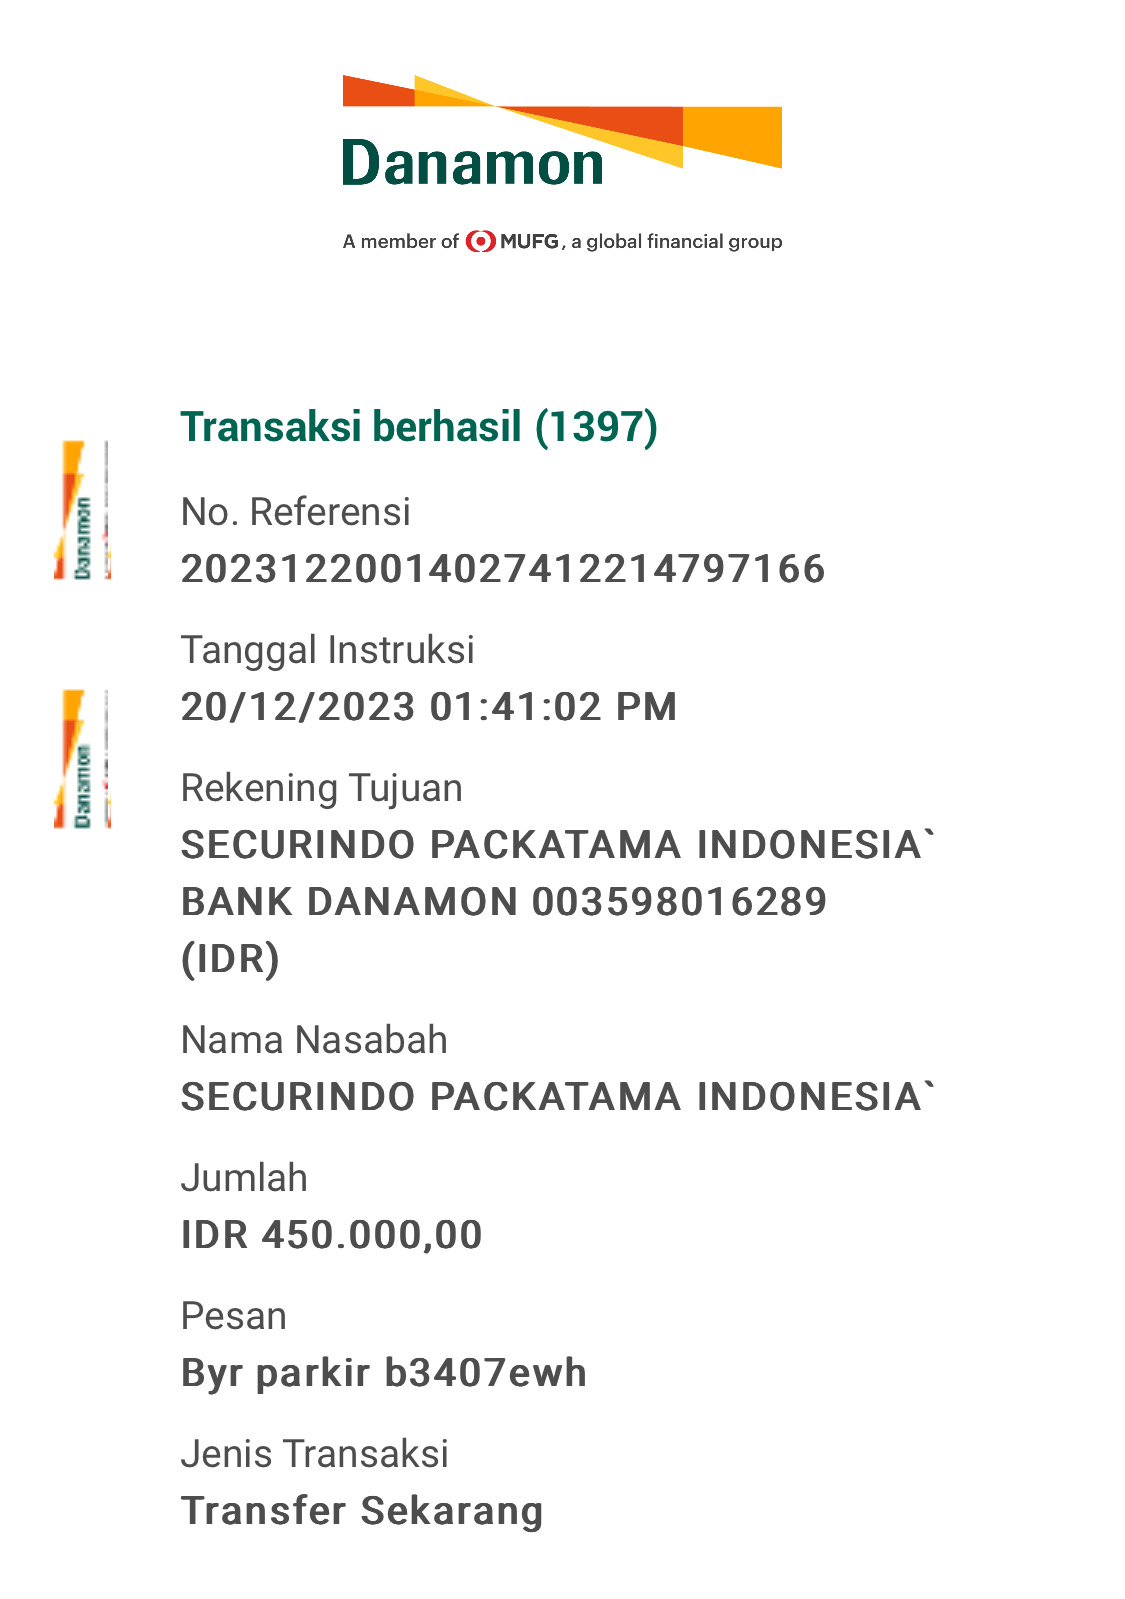 Danamon
A member of MUFG, a global financial group
Transaksi berhasil (1397)
No. Referensi
20231220014027412214797166
Tanggal Instruksi
20/12/2023 01:41:02 PM
Rekening Tujuan
SECURINDO PACKATAMA INDONESIA`
BANK DANAMON 003598016289
(IDR)
Nama Nasabah
SECURINDO PACKATAMA INDONESIA`
Jumlah
IDR 450.000,00
Pesan
Byr parkir b3407ewh
Jenis Transaksi
Transfer Sekarang
Danamon
Danamon